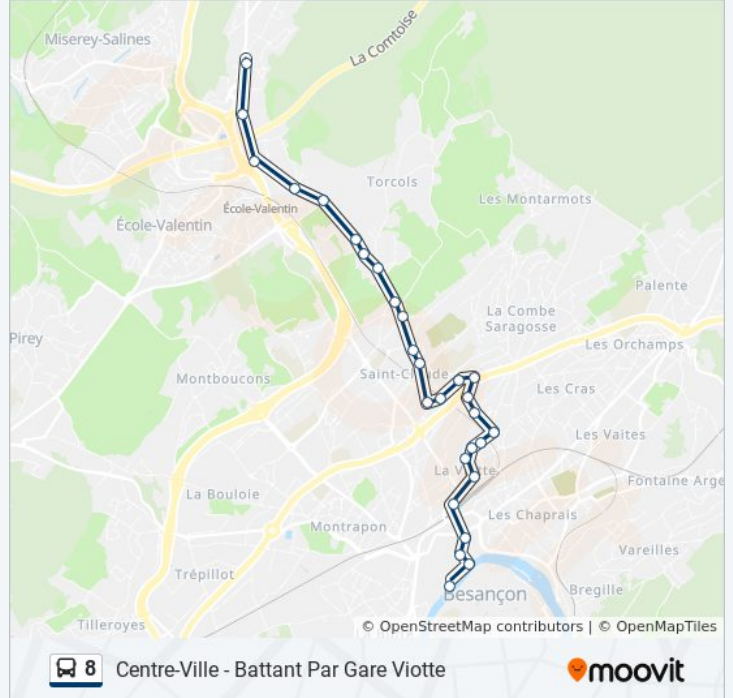 Miserey-Salines
La Comtoise
Torcols
Les Montarmots
École-Valentin
École-Valentin
Palente
La Combe
Saragosse
Pirey
Les Orchamps
Saint-Claude
Montboucons
Les Cras
Les Vaites
La Viotte
Fontaine Arge
La Bouloie
Les Chaprais
Montrapon
Vareilles
Trépillot
Bregille
Besançon
Tilleroyes
© OpenStreetMap contributors | © OpenMapTiles
8 Centre-Ville - Battant Par Gare Viotte
moovit